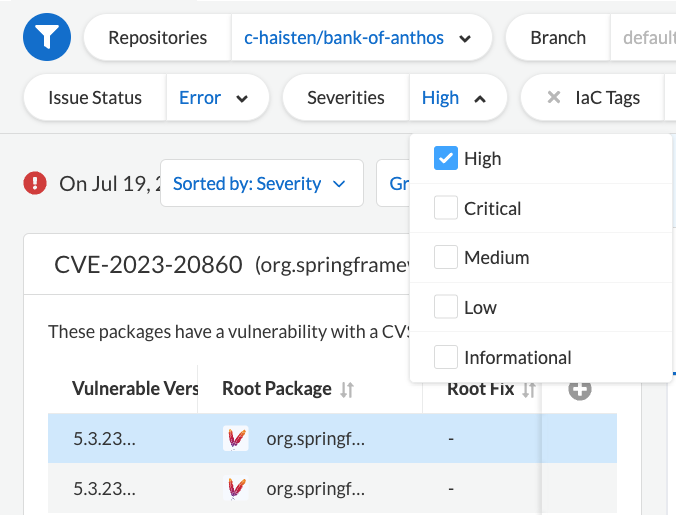 Repositories c-haisten/bank-of-anthos Branch default
Issue Status Error Severities High IaC Tags
On Jul 19, 2 Sorted by: Severity Gr
High
Critical
Medium
Low
Informational
CVE-2023-20860 (org.springframew
These packages have a vulnerability with a CVS
Vulnerable Vers Root Package Root Fix
5.3.23... org.springf... -
5.3.23... org.springf... -